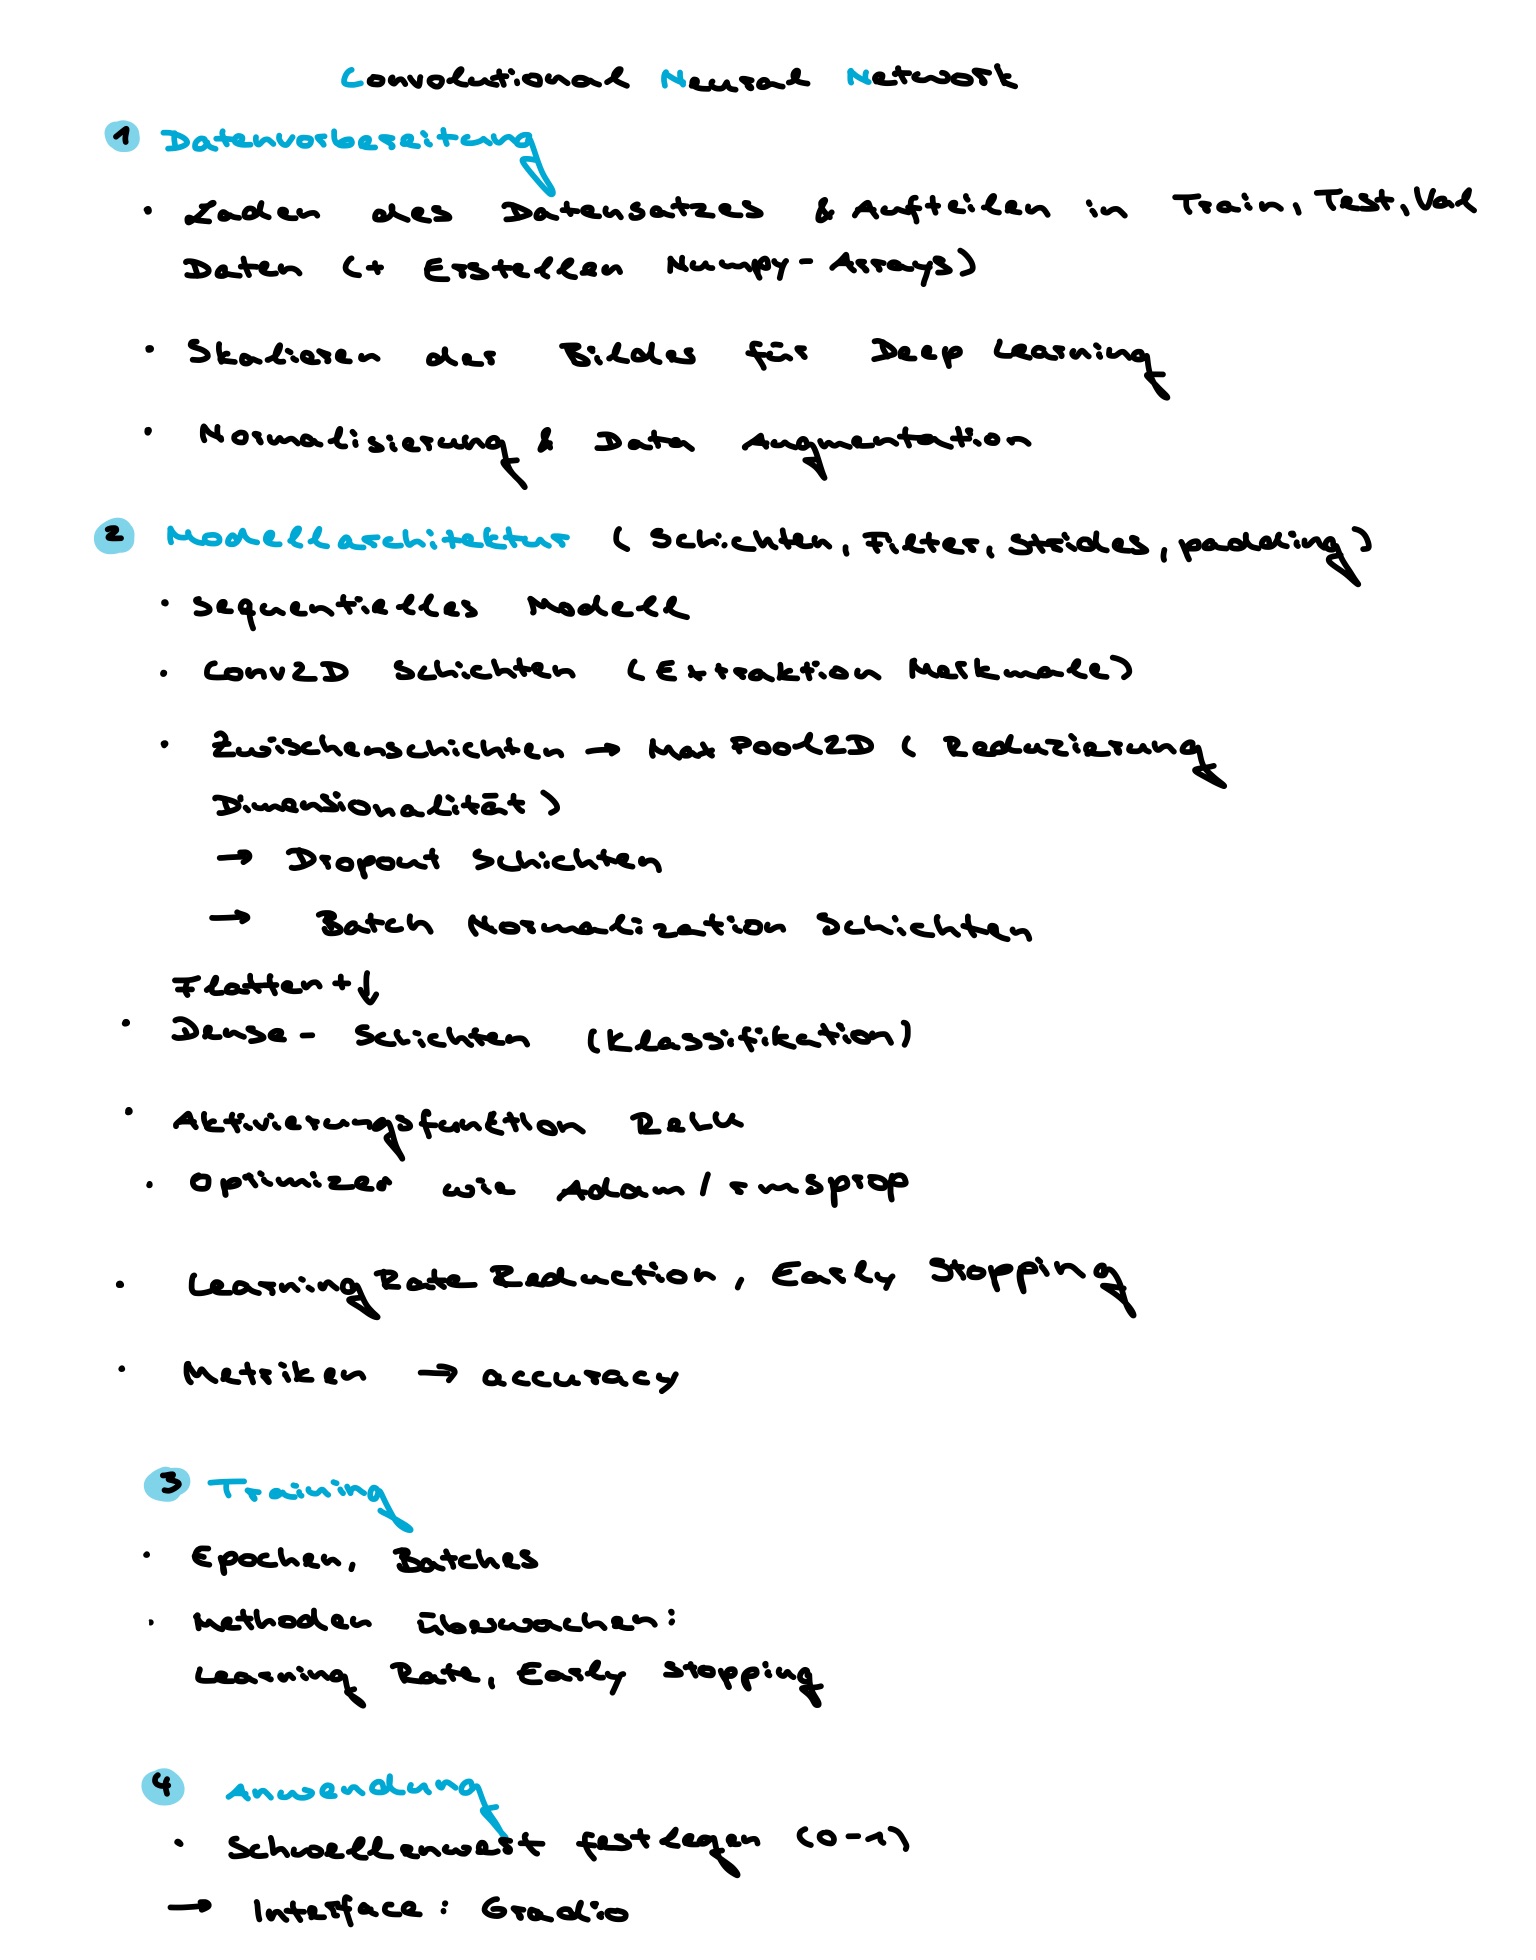 Convolutional Neural Network
1 Datenvorbereitung
· Laden des Datensatzes & Aufteilen in Train, Test, Val
Daten (+ Erstellen Numpy-Arrays)
· Skalieren der Bilder für Deep Learning
· Normalisierung & Data Augmentation
2 Modellarchitektur (Schichten, Filter, Strides, padding)
· Sequentielles Modell
· Conv2D Schichten (Extraktion Merkmale)
· Zwischenschichten → MaxPool2D (Reduzierung
Dimensionalität)
→ Dropout Schichten
→ Batch Normalization Schichten
Flatten + ↓
· Dense - Schichten (Klassifikation)
· Aktivierungsfunktion ReLU
· Optimizer wie Adam / rmsprop
· Learning Rate Reduction, Early Stopping
· Metriken → accuracy
3 Training
· Epochen, Batches
· Methoden überwachen:
Learning Rate, Early Stopping
4 Anwendung
· Schwellenwert festlegen (0-1)
→ Interface: Gradio